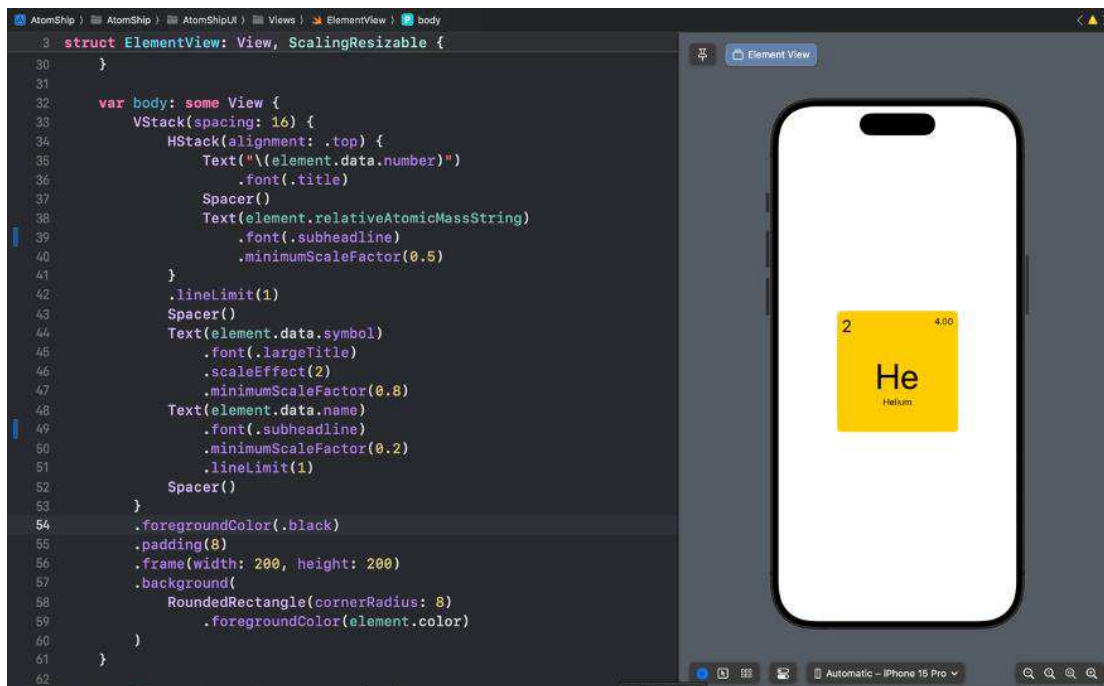 AtomShip 〉 AtomShip 〉 AtomShipUI 〉 Views 〉 ElementView 〉 P body
3 struct ElementView: View, ScalingResizable {
30     }
31
32     var body: some View {
33         VStack(spacing: 16) {
34             HStack(alignment: .top) {
35                 Text("\(element.data.number)")
36                     .font(.title)
37                 Spacer()
38                 Text(element.relativeAtomicMassString)
39                     .font(.subheadline)
40                     .minimumScaleFactor(0.5)
41             }
42             .lineLimit(1)
43             Spacer()
44             Text(element.data.symbol)
45                 .font(.largeTitle)
46                 .scaleEffect(2)
47                 .minimumScaleFactor(0.8)
48             Text(element.data.name)
49                 .font(.subheadline)
50                 .minimumScaleFactor(0.2)
51                 .lineLimit(1)
52             Spacer()
53         }
54         .foregroundColor(.black)
55         .padding(8)
56         .frame(width: 200, height: 200)
57         .background(
58             RoundedRectangle(cornerRadius: 8)
59                 .foregroundColor(element.color)
60         )
61     }
62
Element View
2 4.00
He
Helium
Automatic – iPhone 15 Pro